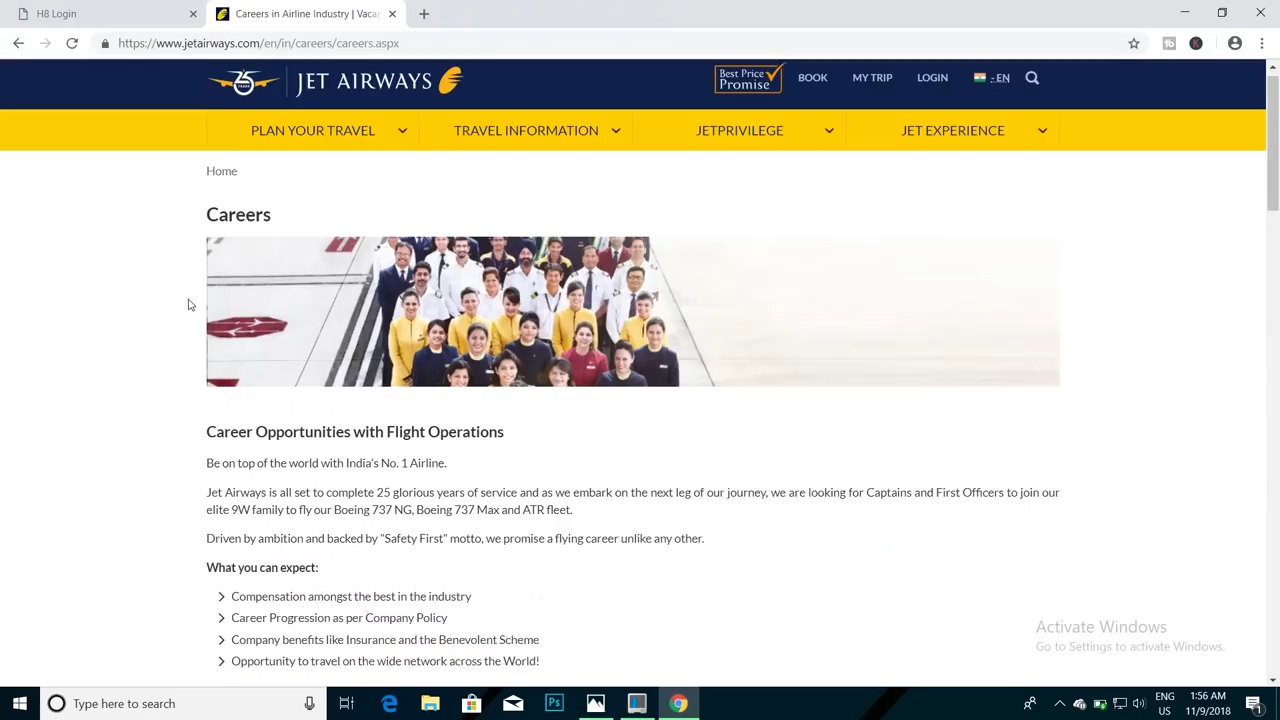 H8 Login
Careers in Airline Industry | Vacan
https://www.jetairways.com/en/in/careers/careers.aspx
25 YEARS
JET AIRWAYS
Best Price Promise
BOOK
MY TRIP
LOGIN
- EN
PLAN YOUR TRAVEL
TRAVEL INFORMATION
JETPRIVILEGE
JET EXPERIENCE
Home
Careers
Career Opportunities with Flight Operations
Be on top of the world with India's No. 1 Airline.
Jet Airways is all set to complete 25 glorious years of service and as we embark on the next leg of our journey, we are looking for Captains and First Officers to join our
elite 9W family to fly our Boeing 737 NG, Boeing 737 Max and ATR fleet.
Driven by ambition and backed by "Safety First" motto, we promise a flying career unlike any other.
What you can expect:
Compensation amongst the best in the industry
Career Progression as per Company Policy
Company benefits like Insurance and the Benevolent Scheme
Opportunity to travel on the wide network across the World!
Activate Windows
Go to Settings to activate Windows.
Type here to search
Ps
ENG
US
1:56 AM
11/9/2018
1